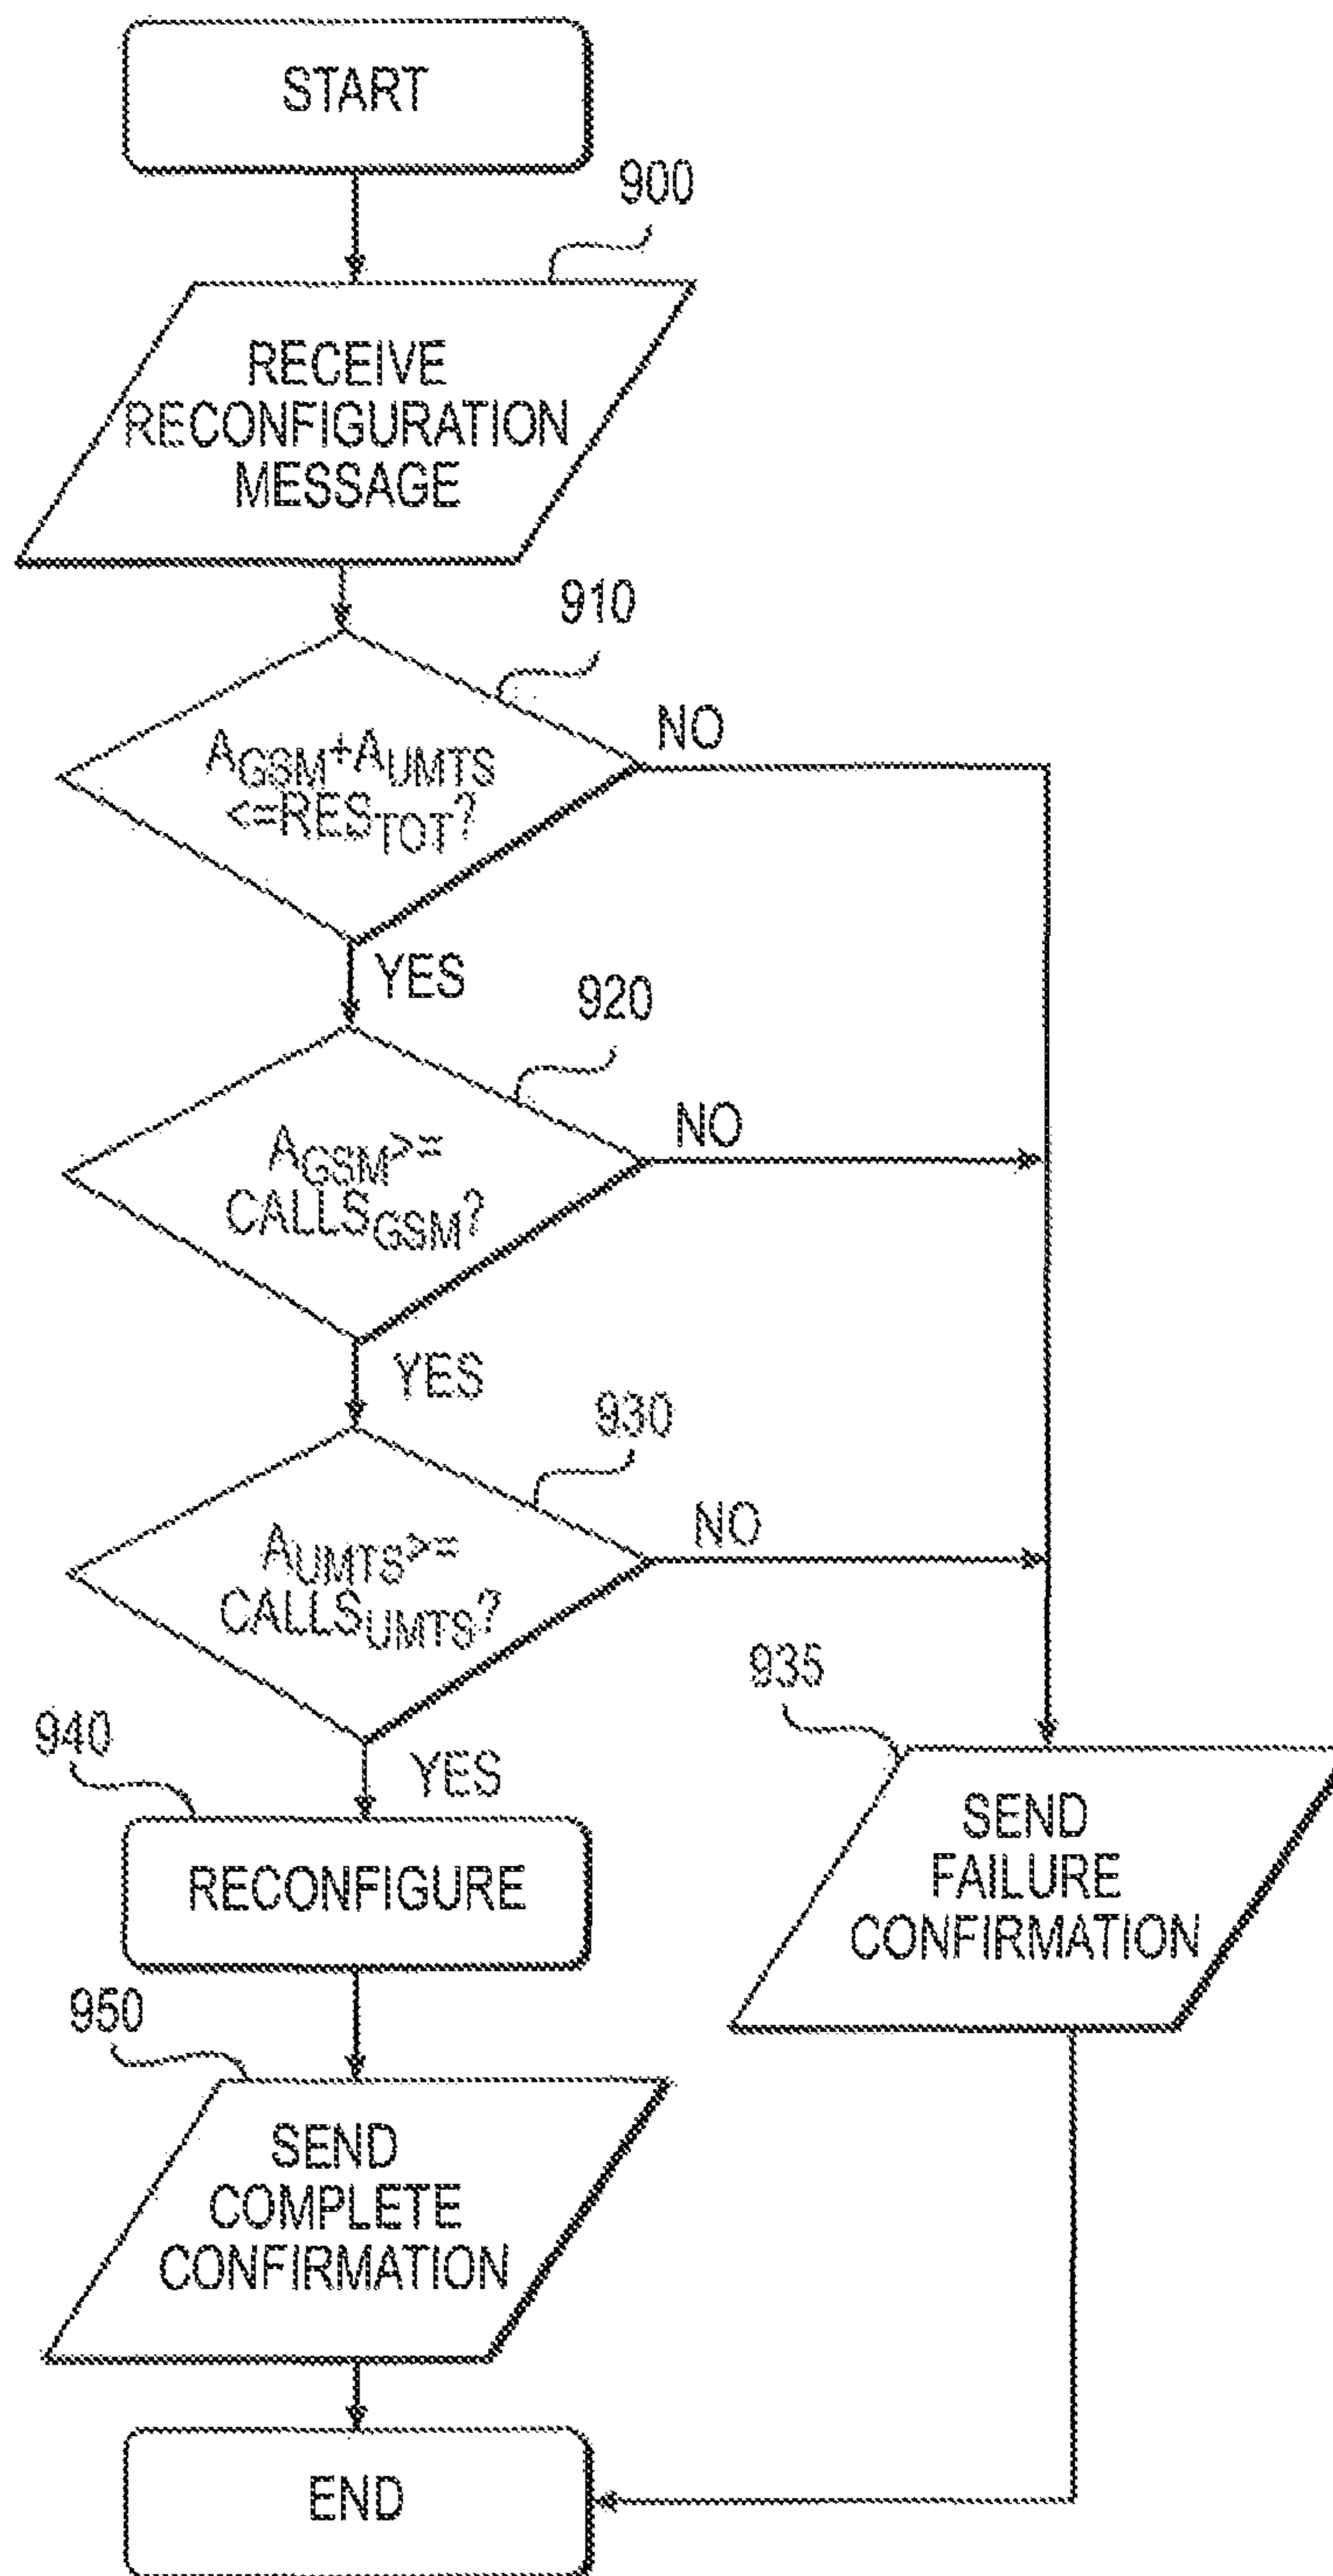 START
900
RECEIVE
RECONFIGURATION
MESSAGE
910
AGSM+AUMTS
<=RESTOT?
NO
YES
920
AGSM>=
CALLSGSM?
NO
YES
930
AUMTS>=
CALLSUMTS?
NO
YES
935
SEND
FAILURE
CONFIRMATION
940
RECONFIGURE
950
SEND
COMPLETE
CONFIRMATION
END